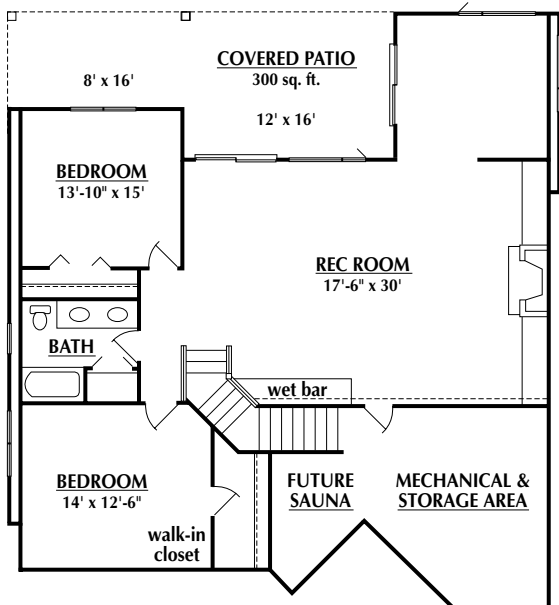 COVERED PATIO
300 sq. ft.
8' x 16'
12' x 16'
BEDROOM
13'-10" x 15'
REC ROOM
17'-6" x 30'
BATH
wet bar
BEDROOM
14' x 12'-6"
walk-in
closet
FUTURE
SAUNA
MECHANICAL &
STORAGE AREA